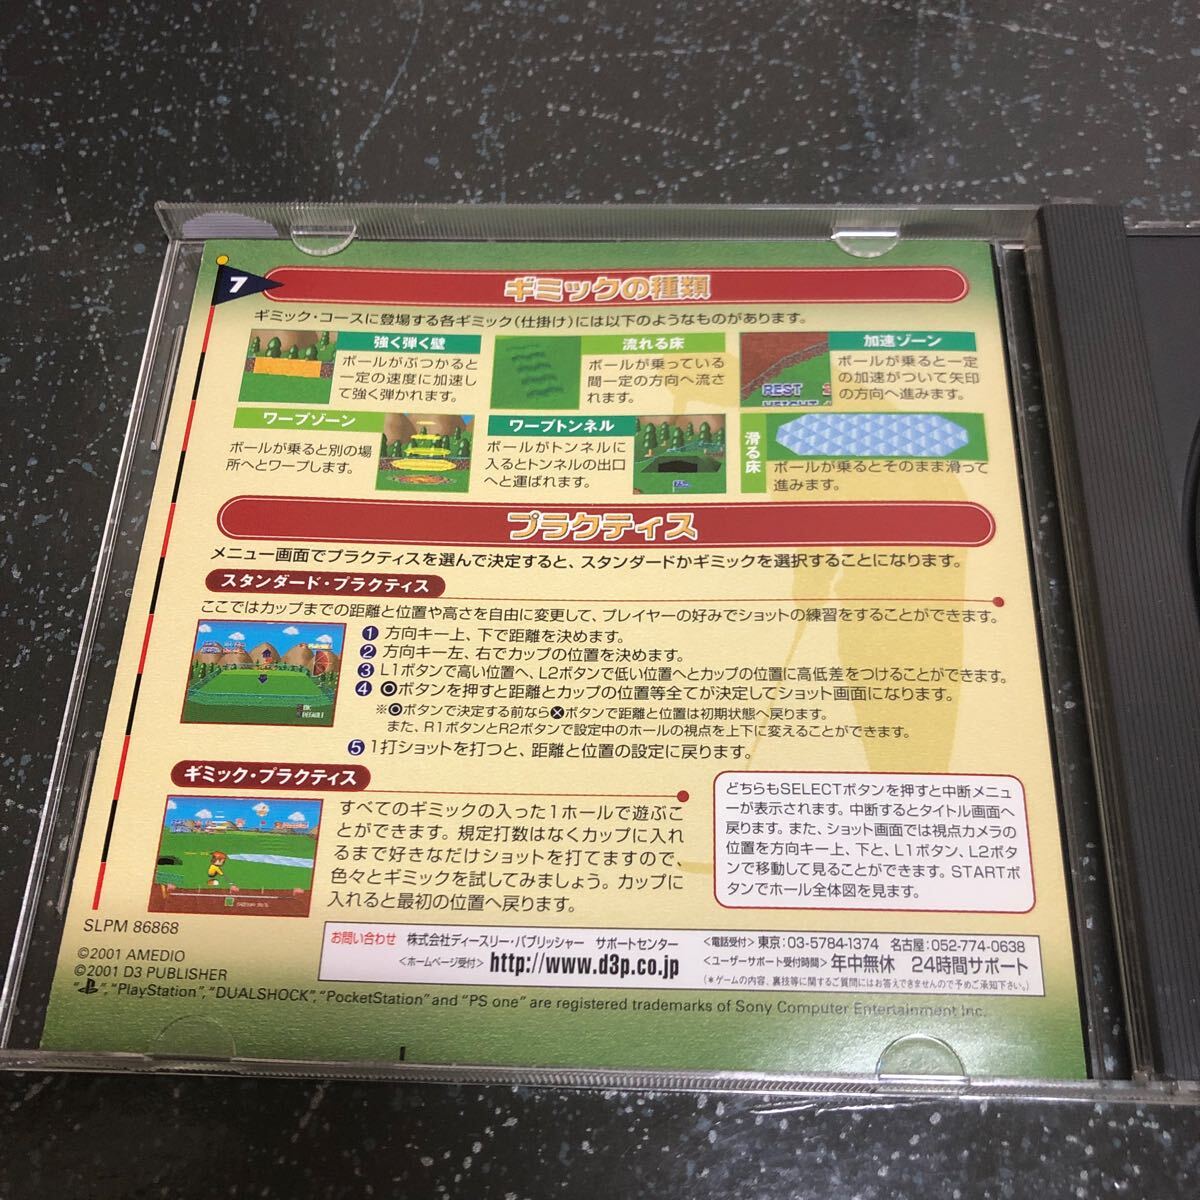 7
ギミックの種類
ギミック・コースに登場する各ギミック(仕掛け)には以下のようなものがあります。
強く弾く壁
ボールがぶつかると
一定の速度に加速し
て強く弾かれます。
流れる床
ボールが乗っている
間一定の方向へ流さ
れます。
加速ゾーン
ボールが乗ると一定
の加速がついて矢印
の方向へ進みます。
REST
ワープゾーン
ボールが乗ると別の場
所へとワープします。
ワープトンネル
ボールがトンネルに
入るとトンネルの出口
へと運ばれます。
滑る床
ボールが乗るとそのまま滑って
進みます。
プラクティス
メニュー画面でプラクティスを選んで決定すると、スタンダードかギミックを選択することになります。
スタンダード・プラクティス
ここではカップまでの距離と位置や高さを自由に変更して、プレイヤーの好みでショットの練習をすることができます。
1 方向キー上、下で距離を決めます。
2 方向キー左、右でカップの位置を決めます。
3 L1ボタンで高い位置へ、L2ボタンで低い位置へとカップの位置に高低差をつけることができます。
4 ◎ボタンを押すと距離とカップの位置等全てが決定してショット画面になります。
※◎ボタンで決定する前なら⊗ボタンで距離と位置は初期状態へ戻ります。
また、R1ボタンとR2ボタンで設定中のホールの視点を上下に変えることができます。
5 1打ショットを打つと、距離と位置の設定に戻ります。
ギミック・プラクティス
すべてのギミックの入った1ホールで遊ぶこ
とができます。規定打数はなくカップに入れ
るまで好きなだけショットを打てますので、
色々とギミックを試してみましょう。カップに
入れると最初の位置へ戻ります。
どちらもSELECTボタンを押すと中断メニュ
ーが表示されます。中断するとタイトル画面へ
戻ります。また、ショット画面では視点カメラの
位置を方向キー上、下と、L1ボタン、L2ボタ
ンで移動して見ることができます。STARTボ
タンでホール全体図を見ます。
SLPM 86868
©2001 AMEDIO
©2001 D3 PUBLISHER
お問い合わせ 株式会社ディースリー・パブリッシャー サポートセンター
<ホームページ受付> http://www.d3p.co.jp
<電話受付> 東京:03-5784-1374 名古屋:052-774-0638
<ユーザーサポート受付時間> 年中無休 24時間サポート
(*ゲームの内容、裏技等に関するご質問にはお答えできませんので予めご承知下さい。)
" ", "PlayStation", "DUALSHOCK", "PocketStation" and "PS one" are registered trademarks of Sony Computer Entertainment Inc.